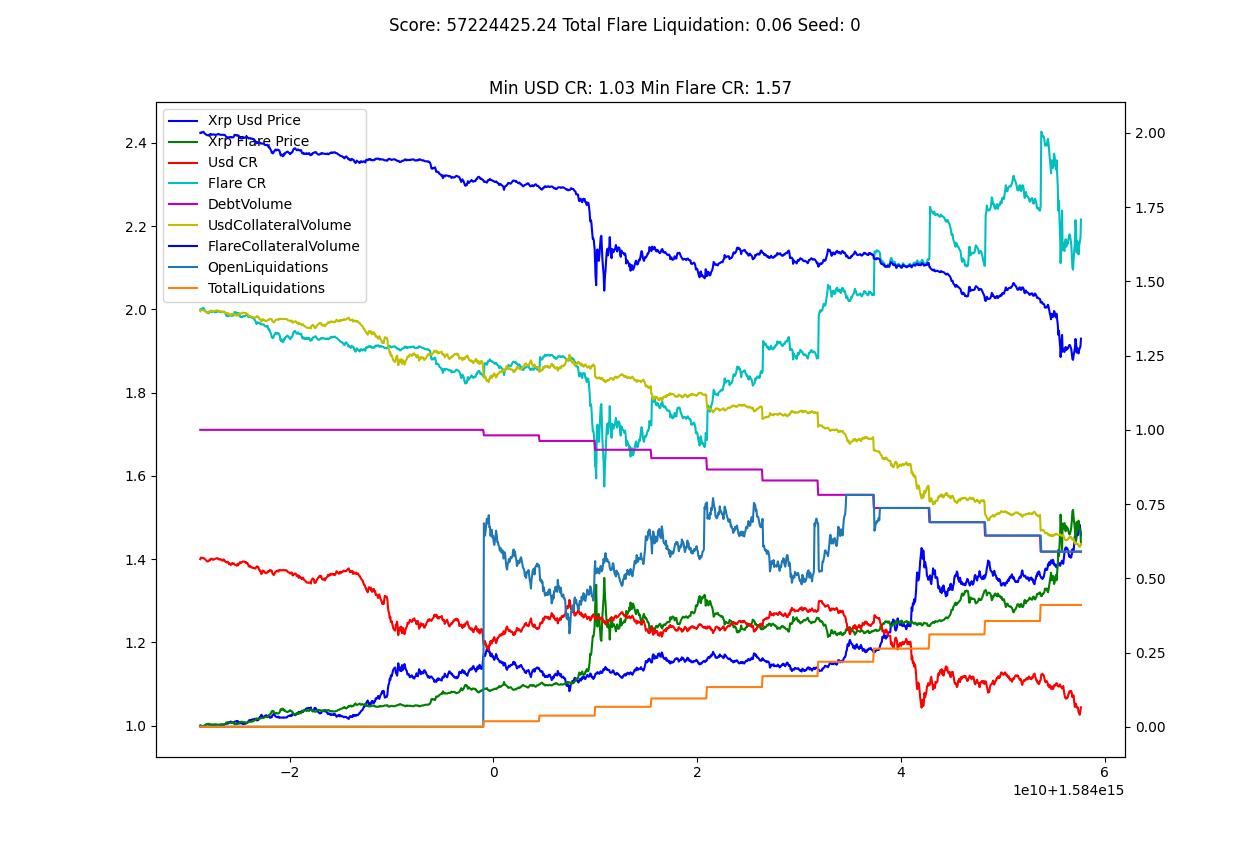 Score: 57224425.24 Total Flare Liquidation: 0.06 Seed: 0
Min USD CR: 1.03 Min Flare CR: 1.57
Xrp Usd Price
Xrp Flare Price
Usd CR
Flare CR
DebtVolume
UsdCollateralVolume
FlareCollateralVolume
OpenLiquidations
TotalLiquidations
2.4
2.2
2.0
1.8
1.6
1.4
1.2
1.0
2.00
1.75
1.50
1.25
1.00
0.75
0.50
0.25
0.00
−2 0 2 4 6
1e10+1.584e15